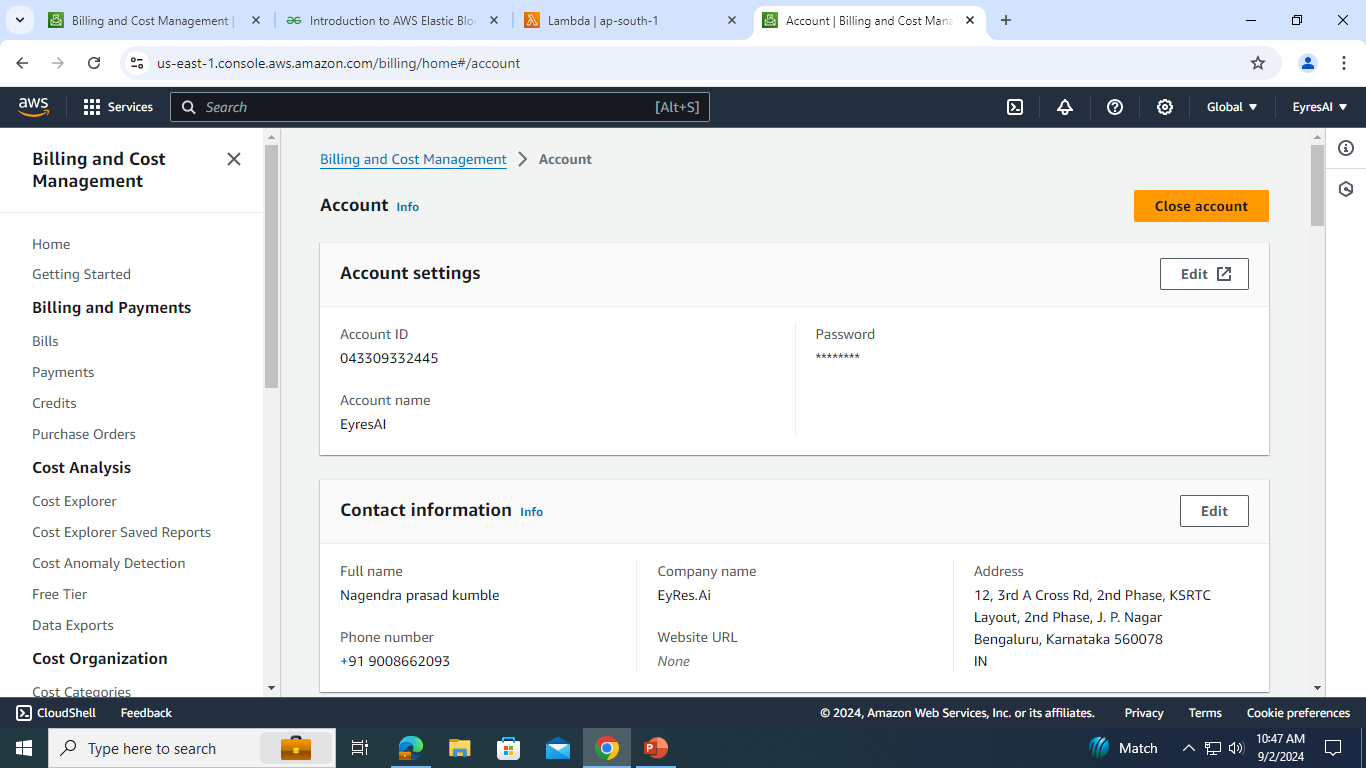 Billing and Cost Management |
Introduction to AWS Elastic Bloc
Lambda | ap-south-1
Account | Billing and Cost Mana
us-east-1.console.aws.amazon.com/billing/home#/account
aws
Services
Search
[Alt+S]
Global
EyresAI
Billing and Cost
Management
Home
Getting Started
Billing and Payments
Bills
Payments
Credits
Purchase Orders
Cost Analysis
Cost Explorer
Cost Explorer Saved Reports
Cost Anomaly Detection
Free Tier
Data Exports
Cost Organization
Cost Categories
Billing and Cost Management > Account
Account Info
Close account
Account settings
Edit
Account ID
043309332445
Account name
EyresAI
Password
********
Contact information Info
Edit
Full name
Nagendra prasad kumble
Phone number
+91 9008662093
Company name
EyRes.Ai
Website URL
None
Address
12, 3rd A Cross Rd, 2nd Phase, KSRTC
Layout, 2nd Phase, J. P. Nagar
Bengaluru, Karnataka 560078
IN
CloudShell
Feedback
© 2024, Amazon Web Services, Inc. or its affiliates.
Privacy
Terms
Cookie preferences
Type here to search
Match
10:47 AM
9/2/2024